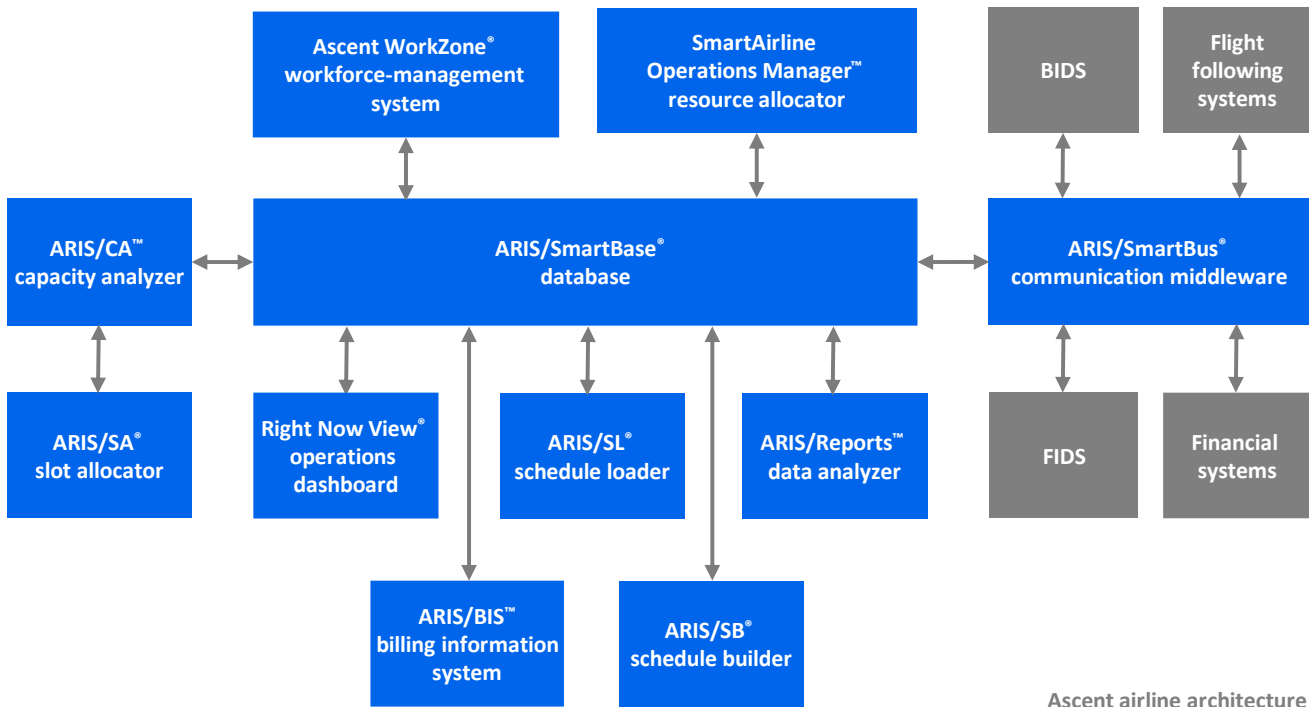 Ascent WorkZone®
workforce-management
system
SmartAirline
Operations Manager™
resource allocator
BIDS
Flight
following
systems
ARIS/CA™
capacity analyzer
ARIS/SmartBase®
database
ARIS/SmartBus®
communication middleware
ARIS/SA®
slot allocator
Right Now View®
operations
dashboard
ARIS/SL®
schedule loader
ARIS/Reports™
data analyzer
FIDS
Financial
systems
ARIS/BIS™
billing information
system
ARIS/SB®
schedule builder
Ascent airline architecture